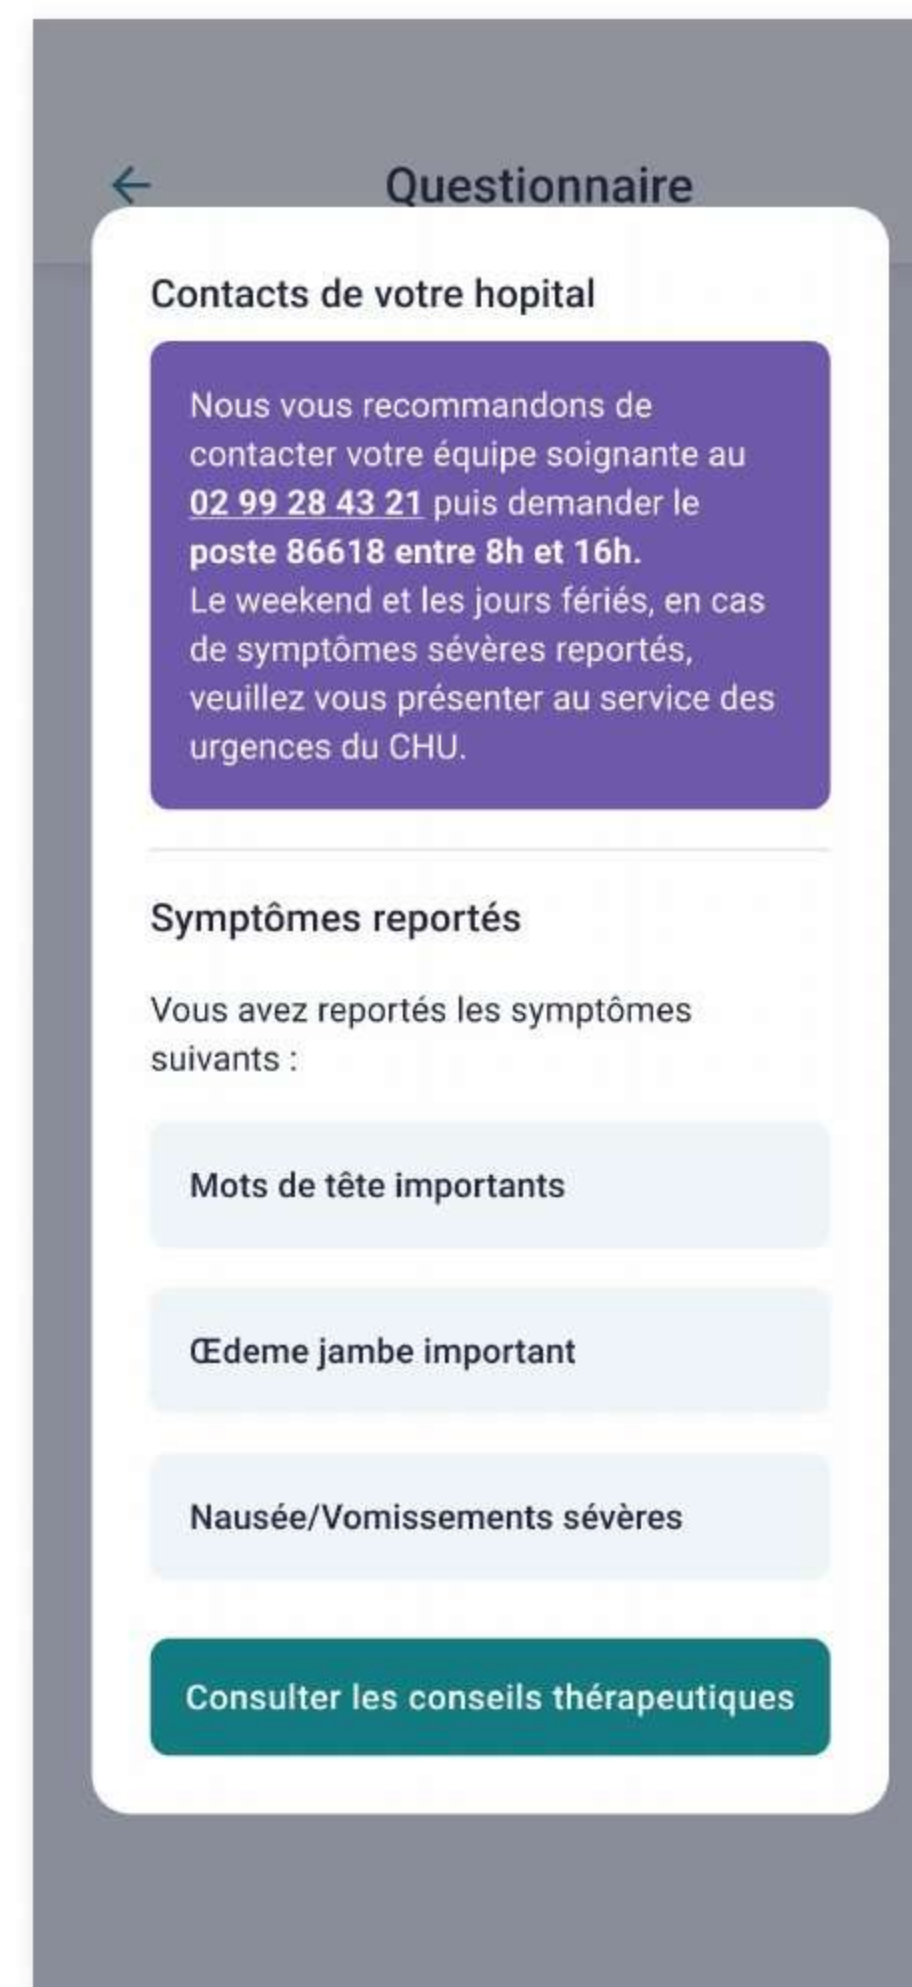 Questionnaire
Contacts de votre hopital
Nous vous recommandons de
contacter votre équipe soignante au
02 99 28 43 21 puis demander le
poste 86618 entre 8h et 16h.
Le weekend et les jours fériés, en cas
de symptômes sévères reportés,
veuillez vous présenter au service des
urgences du CHU.
Symptômes reportés
Vous avez reportés les symptômes
suivants :
Mots de tête importants
Œdeme jambe important
Nausée/Vomissements sévères
Consulter les conseils thérapeutiques